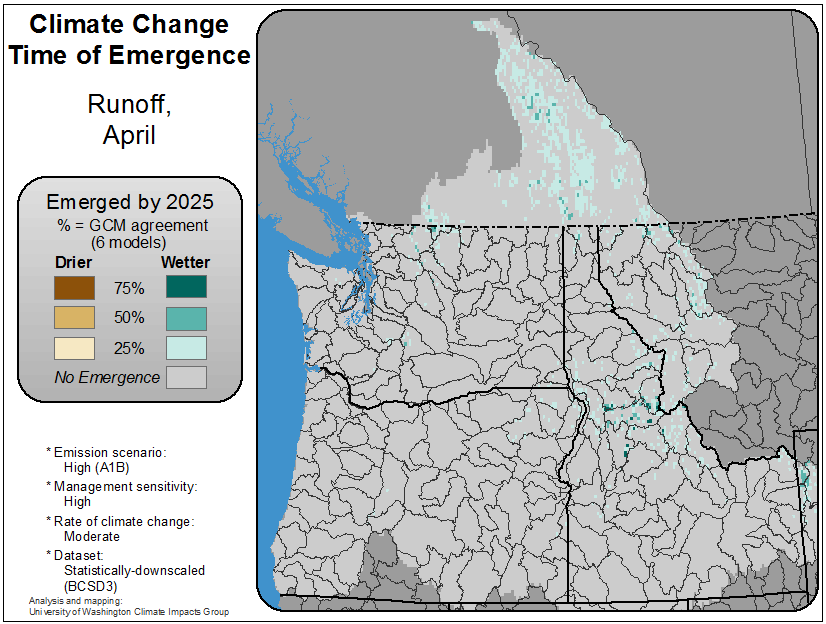 Climate Change
Time of Emergence
Runoff,
April
Emerged by 2025
% = GCM agreement
(6 models)
Drier Wetter
75%
50%
25%
No Emergence
* Emission scenario:
High (A1B)
* Management sensitivity:
High
* Rate of climate change:
Moderate
* Dataset:
Statistically-downscaled
(BCSD3)
Analysis and mapping:
University of Washington Climate Impacts Group